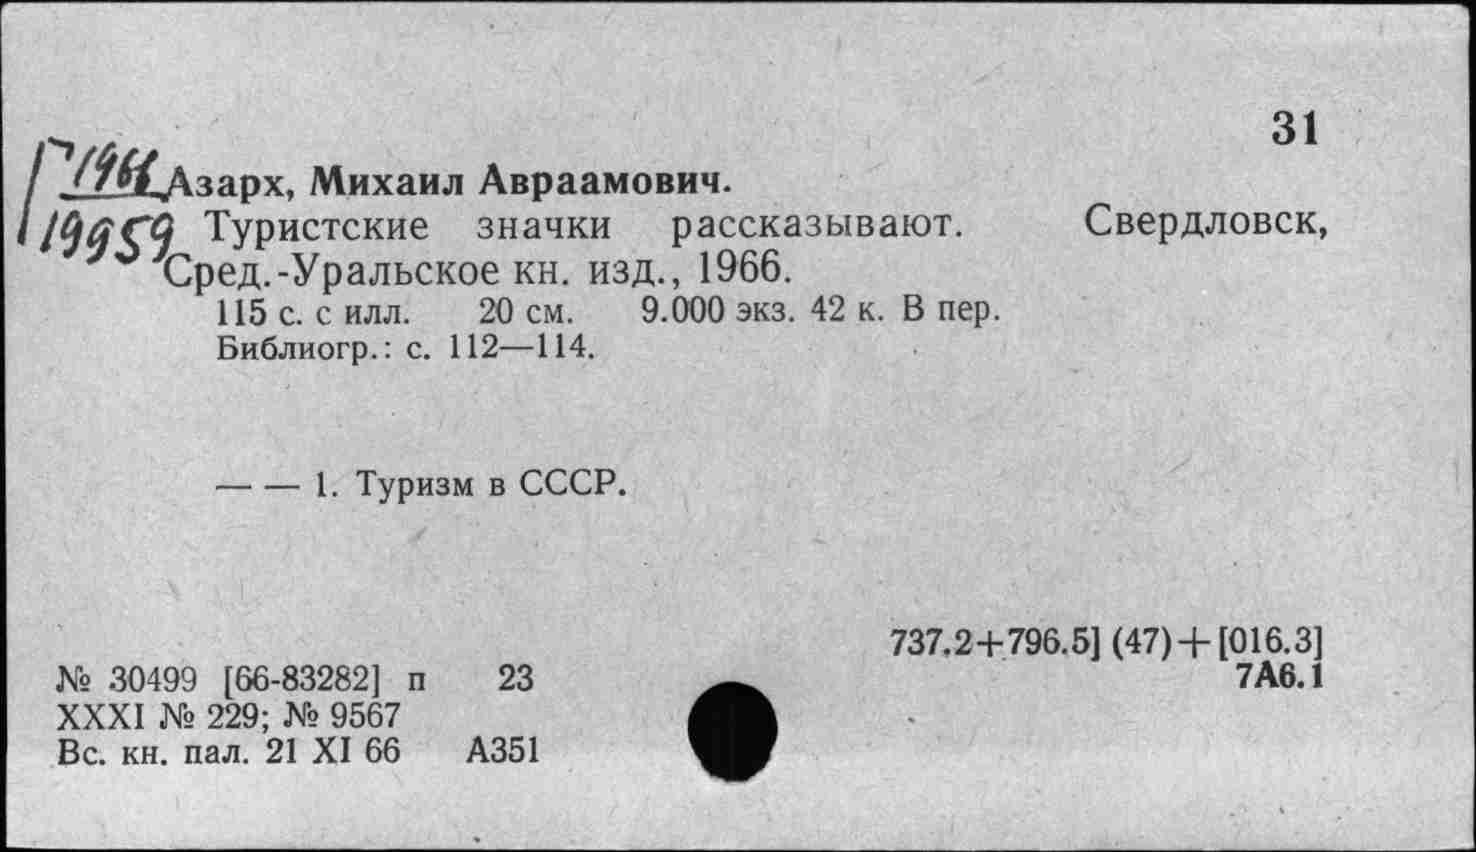 31
Азарх, Михаил Авраамович.
19959 Туристские значки рассказывают. Свердловск,
Сред.-Уральское кн. изд., 1966.
115 с. с илл. 20 см. 9.000 экз. 42 к. В пер.
Библиогр.: с. 112—114.
— — 1. Туризм в СССР.
737.2+796.5] (47)+[016.3]
№ 30499 [66-83282] п 23 7А6.1
XXXI № 229; № 9567
Вс. кн. пал. 21 XI 66 А351